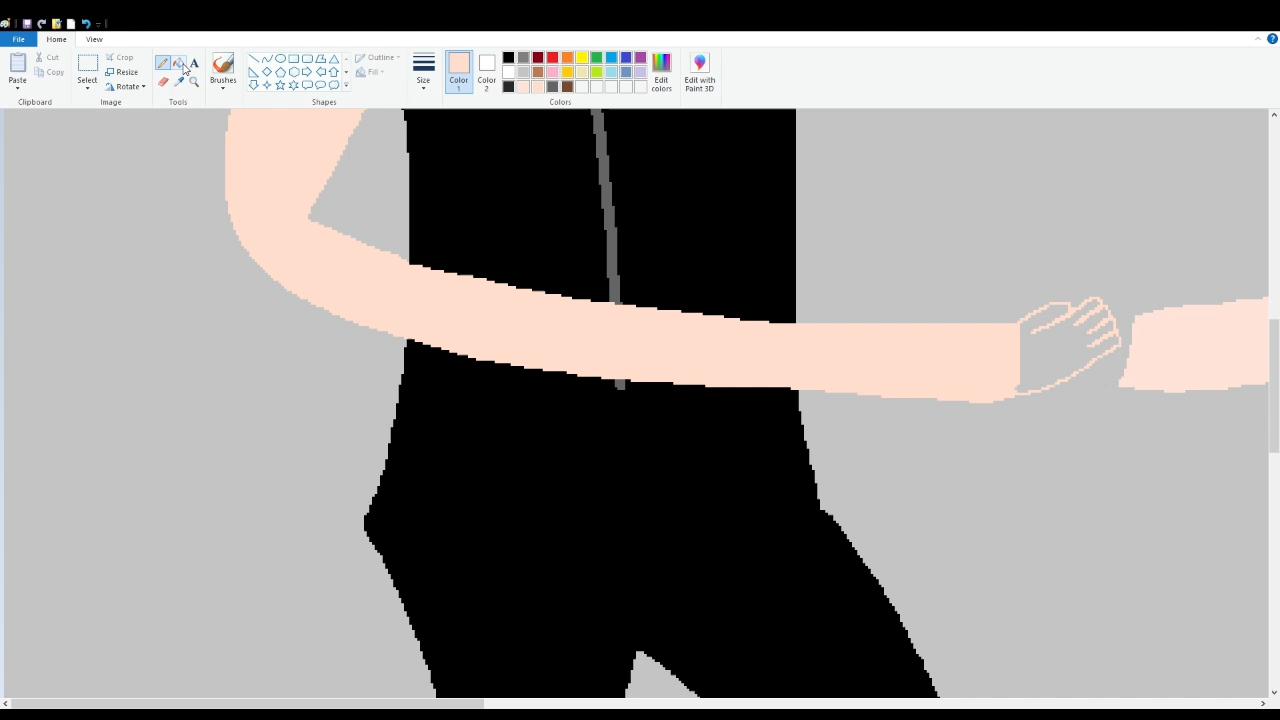 File Home View
Paste
Cut
Copy
Clipboard
Select
Crop
Resize
Rotate
Image
A
Tools
Brushes
Outline
Fill
Shapes
Size
Color
1
Color
2
Edit
colors
Colors
Edit with
Paint 3D